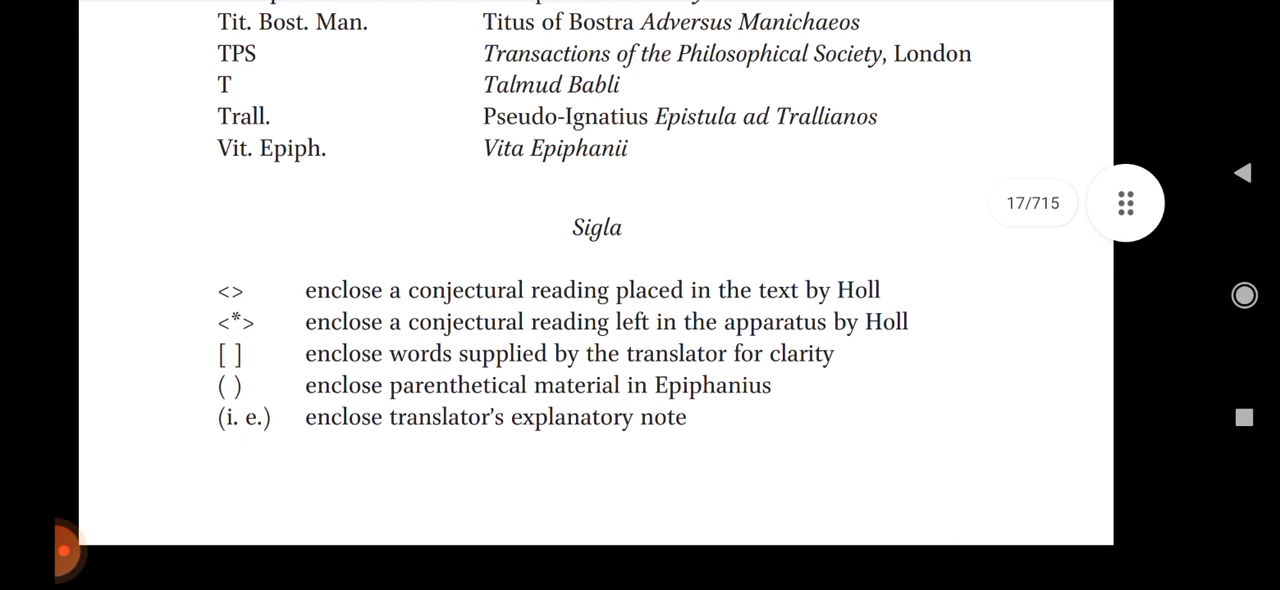 Tit. Bost. Man. Titus of Bostra Adversus Manichaeos
TPS Transactions of the Philosophical Society, London
T Talmud Babli
Trall. Pseudo-Ignatius Epistula ad Trallianos
Vit. Epiph. Vita Epiphanii
17/715
Sigla
<> enclose a conjectural reading placed in the text by Holl
<*> enclose a conjectural reading left in the apparatus by Holl
[ ] enclose words supplied by the translator for clarity
( ) enclose parenthetical material in Epiphanius
(i. e.) enclose translator's explanatory note